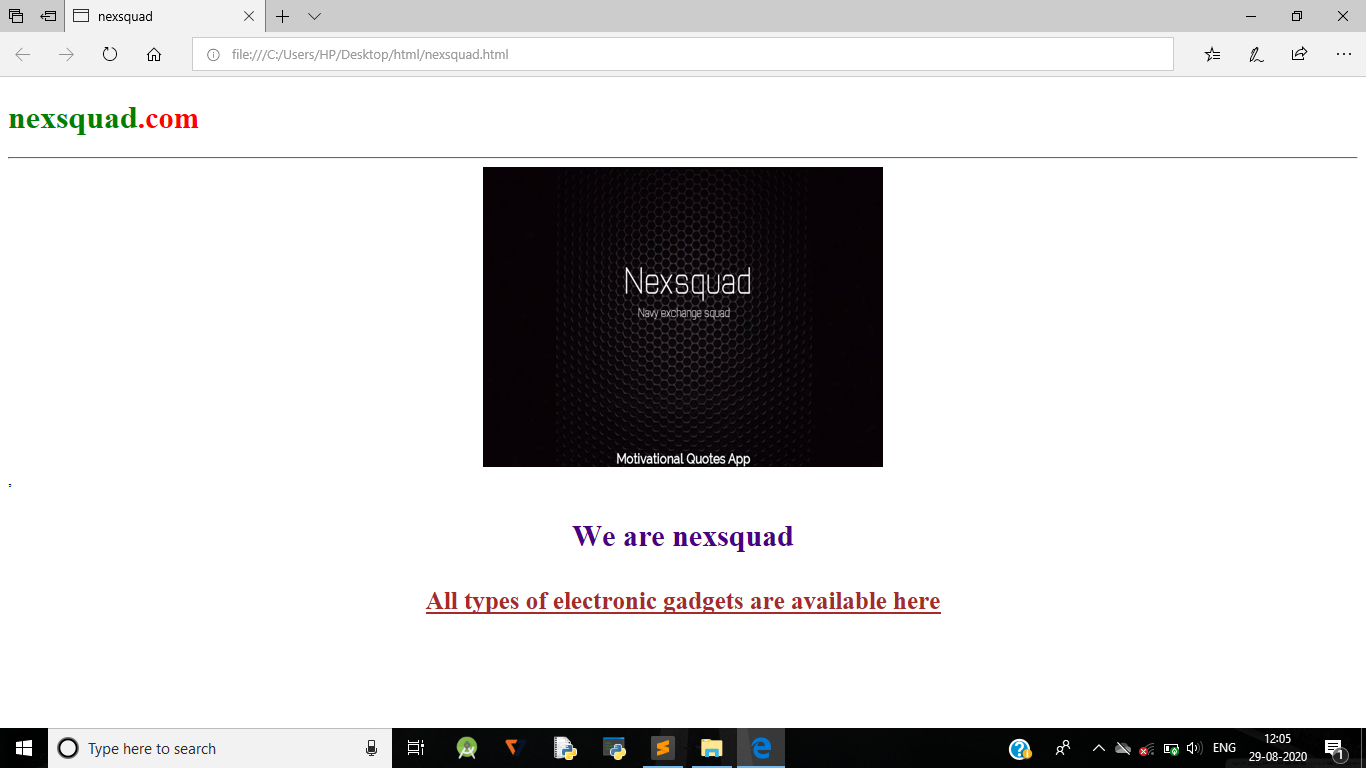 nexsquad
file:///C:/Users/HP/Desktop/html/nexsquad.html
nexsquad.com
Nexsquad
Navy exchange squad
Motivational Quotes App
We are nexsquad
All types of electronic gadgets are available here
Type here to search
ENG
12:05
29-08-2020
1